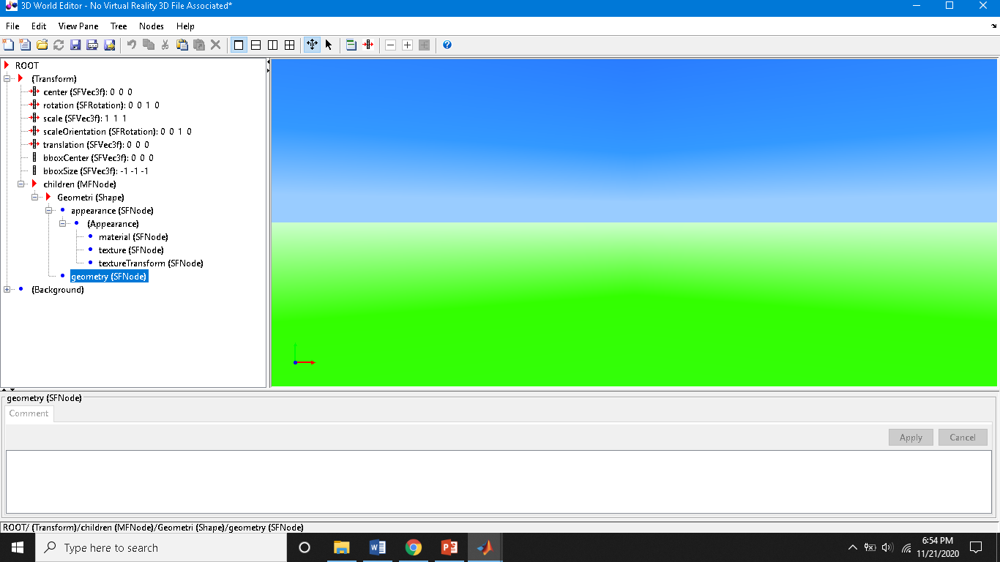 3D World Editor - No Virtual Reality 3D File Associated*
File Edit View Pane Tree Nodes Help
ROOT
(Transform)
center (SFVec3f): 0 0 0
rotation (SFRotation): 0 0 1 0
scale (SFVec3f): 1 1 1
scaleOrientation (SFRotation): 0 0 1 0
translation (SFVec3f): 0 0 0
bboxCenter (SFVec3f): 0 0 0
bboxSize (SFVec3f): -1 -1 -1
children (MFNode)
Geometri (Shape)
appearance (SFNode)
(Appearance)
material (SFNode)
texture (SFNode)
textureTransform (SFNode)
geometry (SFNode)
(Background)
geometry (SFNode)
Comment
Apply Cancel
ROOT/ (Transform)/children (MFNode)/Geometri (Shape)/geometry (SFNode)
Type here to search
6:54 PM
11/21/2020